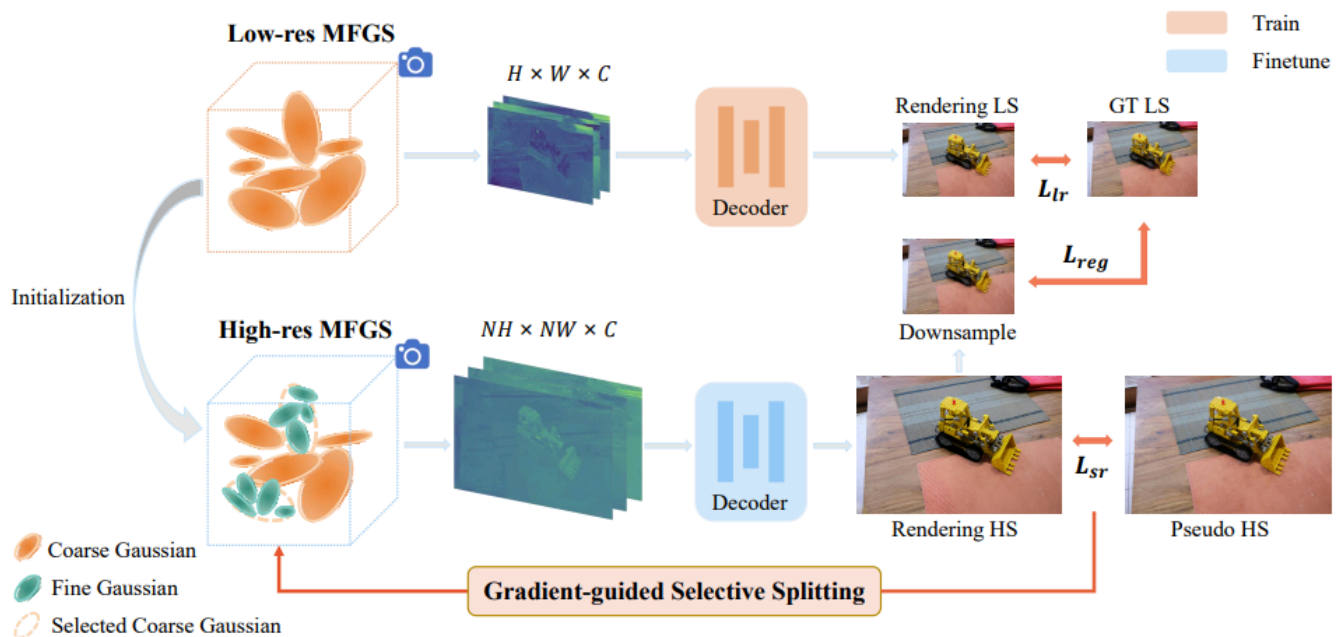 Low-res MFGS
H × W × C
Train
Finetune
Rendering LS
GT LS
Decoder
L_lr
L_reg
Initialization
High-res MFGS
NH × NW × C
Downsample
Decoder
L_sr
Rendering HS
Pseudo HS
Coarse Gaussian
Fine Gaussian
Selected Coarse Gaussian
Gradient-guided Selective Splitting